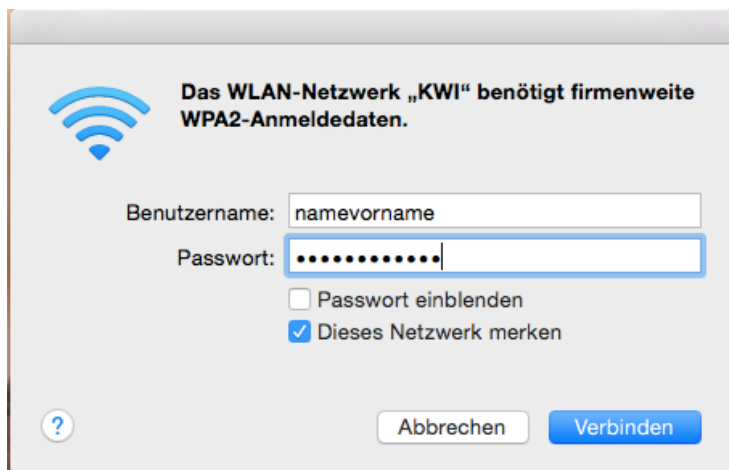 Das WLAN-Netzwerk „KWI“ benötigt firmenweite
WPA2-Anmeldedaten.
Benutzername: namevorname
Passwort: ••••••••••••
Passwort einblenden
Dieses Netzwerk merken
? Abbrechen Verbinden